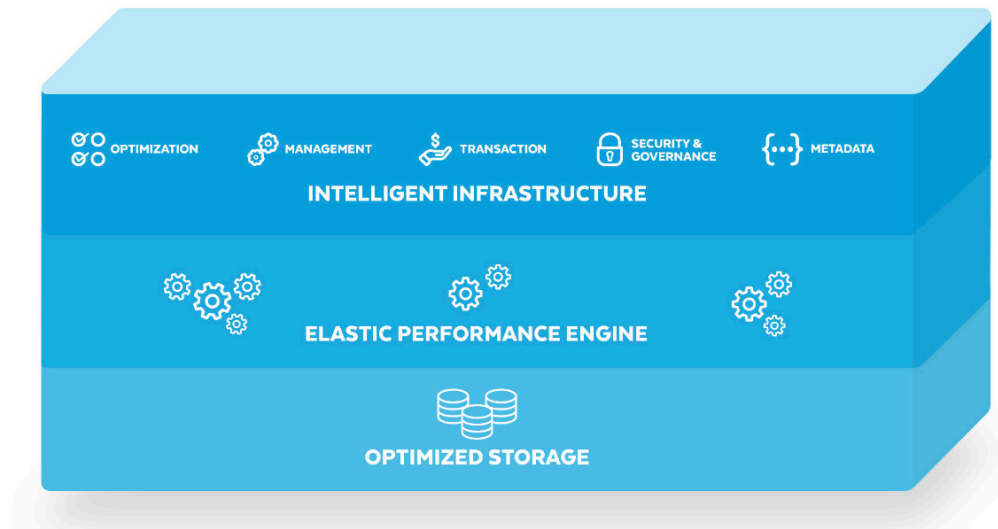 OPTIMIZATION
MANAGEMENT
TRANSACTION
SECURITY &
GOVERNANCE
METADATA
INTELLIGENT INFRASTRUCTURE
ELASTIC PERFORMANCE ENGINE
OPTIMIZED STORAGE